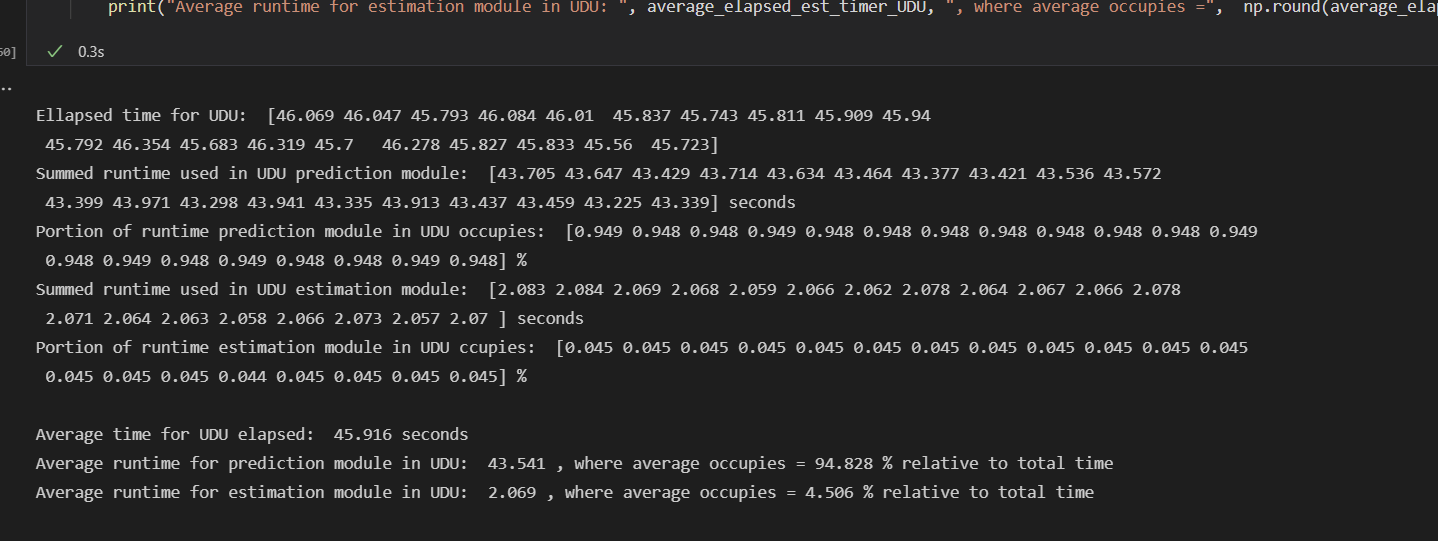 print("Average runtime for estimation module in UDU: ", average_elapsed_est_timer_UDU, ", where average occupies =",  np.round(average_ela
60]
0.3s
..
Ellapsed time for UDU:  [46.069 46.047 45.793 46.084 46.01  45.837 45.743 45.811 45.909 45.94
45.792 46.354 45.683 46.319 45.7   46.278 45.827 45.833 45.56  45.723]
Summed runtime used in UDU prediction module:  [43.705 43.647 43.429 43.714 43.634 43.464 43.377 43.421 43.536 43.572
43.399 43.971 43.298 43.941 43.335 43.913 43.437 43.459 43.225 43.339] seconds
Portion of runtime prediction module in UDU occupies:  [0.949 0.948 0.948 0.949 0.948 0.948 0.948 0.948 0.948 0.948 0.948 0.949
0.948 0.949 0.948 0.949 0.948 0.948 0.949 0.948] %
Summed runtime used in UDU estimation module:  [2.083 2.084 2.069 2.068 2.059 2.066 2.062 2.078 2.064 2.067 2.066 2.078
2.071 2.064 2.063 2.058 2.066 2.073 2.057 2.07 ] seconds
Portion of runtime estimation module in UDU ccupies:  [0.045 0.045 0.045 0.045 0.045 0.045 0.045 0.045 0.045 0.045 0.045 0.045
0.045 0.045 0.045 0.044 0.045 0.045 0.045 0.045] %
Average time for UDU elapsed:  45.916 seconds
Average runtime for prediction module in UDU:  43.541 , where average occupies = 94.828 % relative to total time
Average runtime for estimation module in UDU:  2.069 , where average occupies = 4.506 % relative to total time